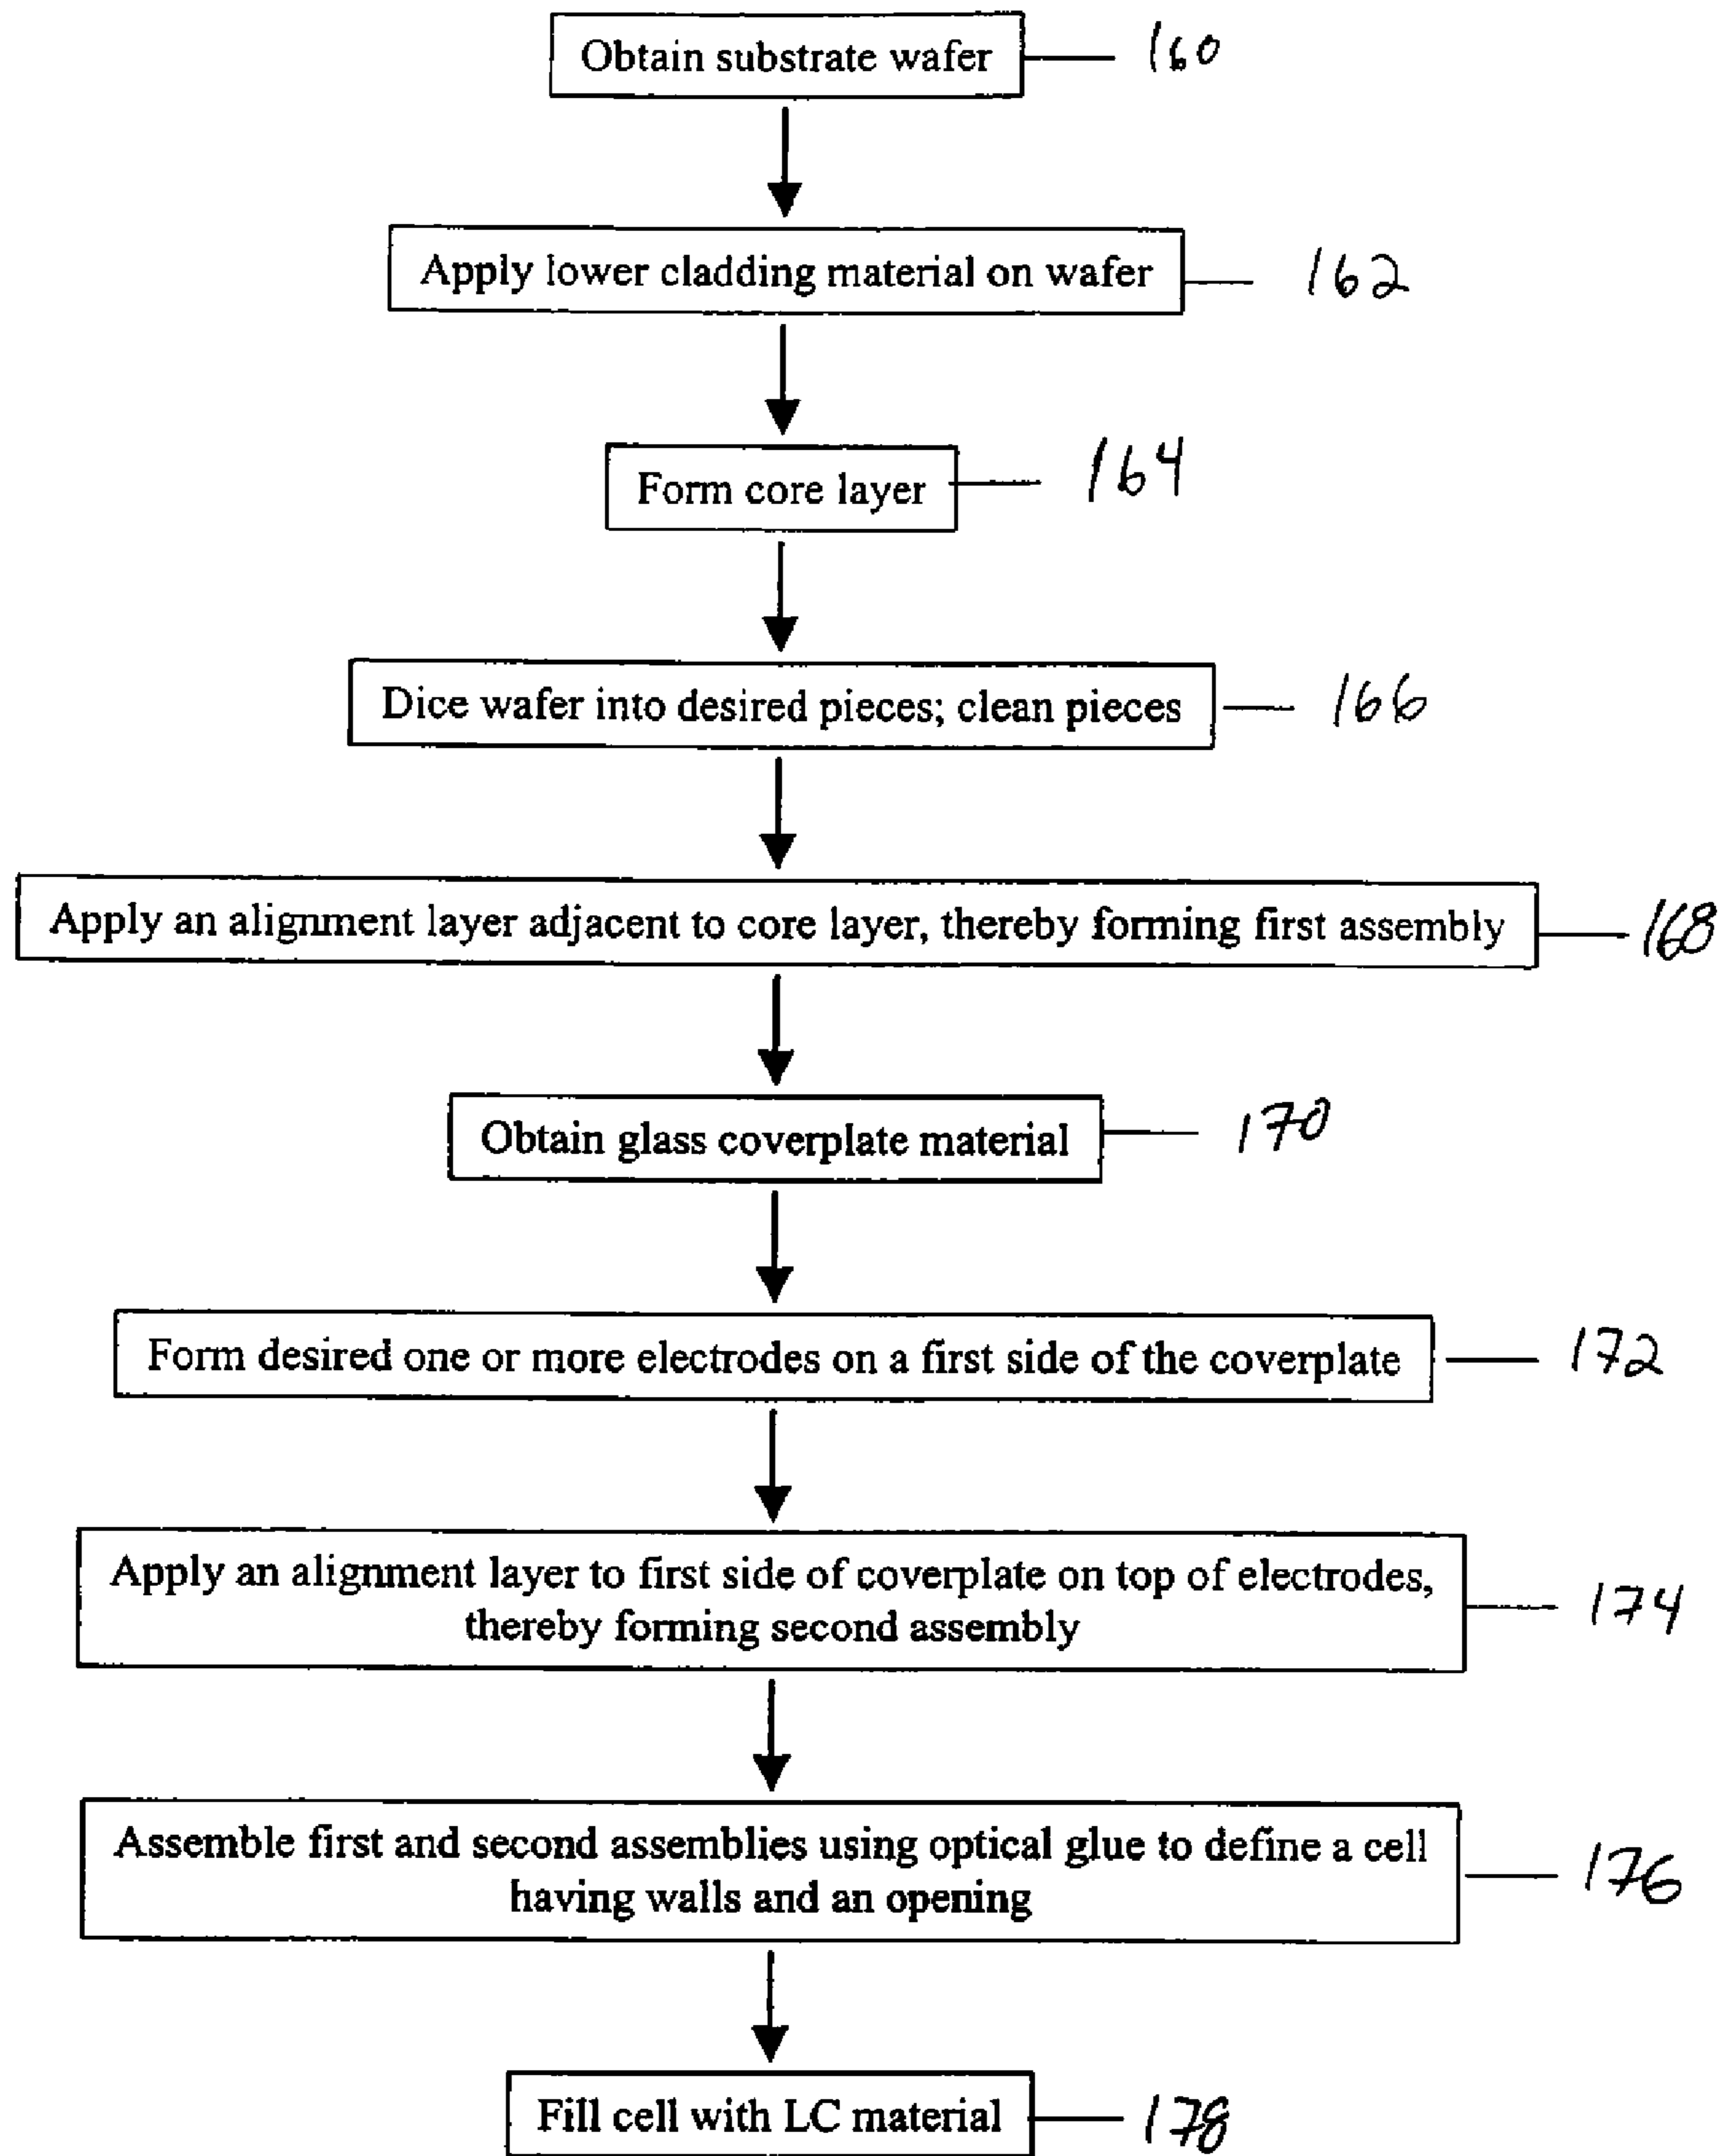 Obtain substrate wafer 160
Apply lower cladding material on wafer 162
Form core layer 164
Dice wafer into desired pieces; clean pieces 166
Apply an alignment layer adjacent to core layer, thereby forming first assembly 168
Obtain glass coverplate material 170
Form desired one or more electrodes on a first side of the coverplate 172
Apply an alignment layer to first side of coverplate on top of electrodes,
thereby forming second assembly 174
Assemble first and second assemblies using optical glue to define a cell
having walls and an opening 176
Fill cell with LC material 178